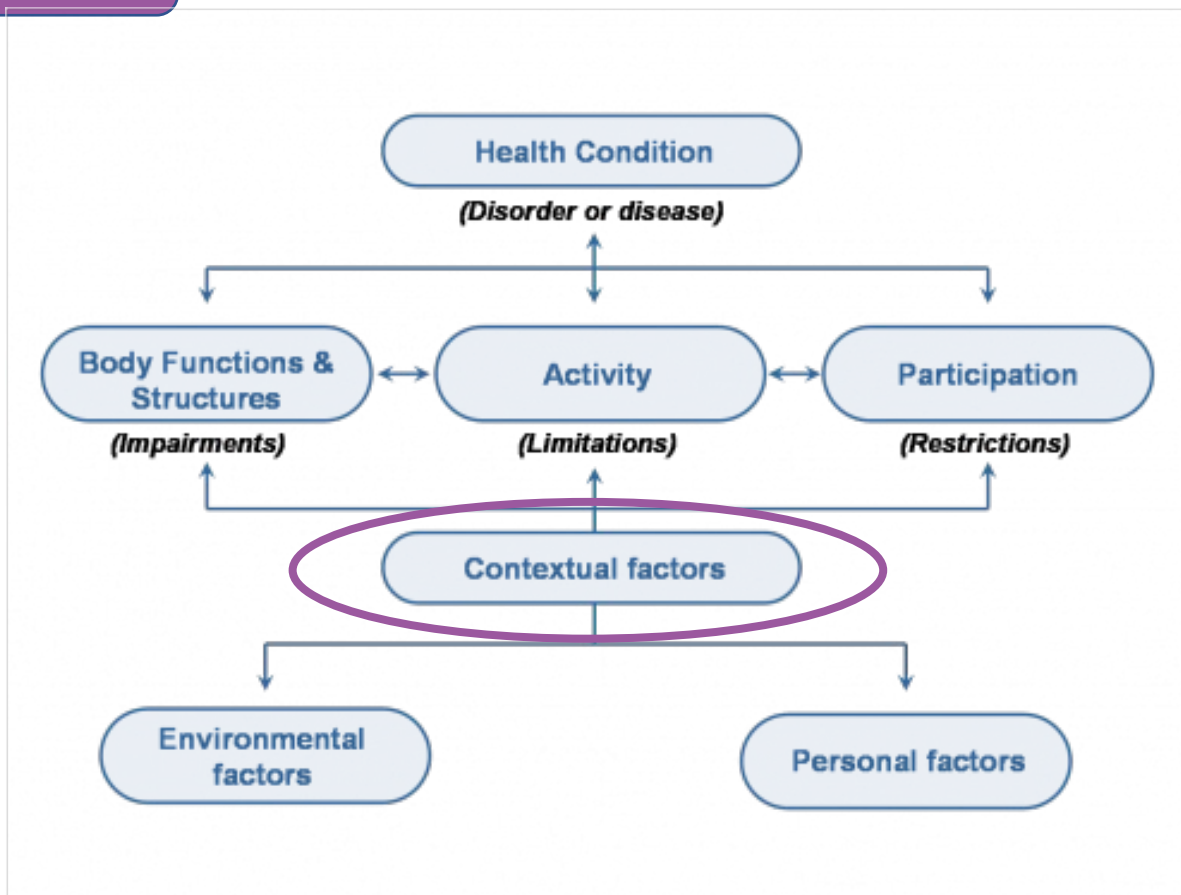 Health Condition
(Disorder or disease)
Body Functions &
Structures
Activity
Participation
(Impairments)
(Limitations)
(Restrictions)
Contextual factors
Environmental
factors
Personal factors